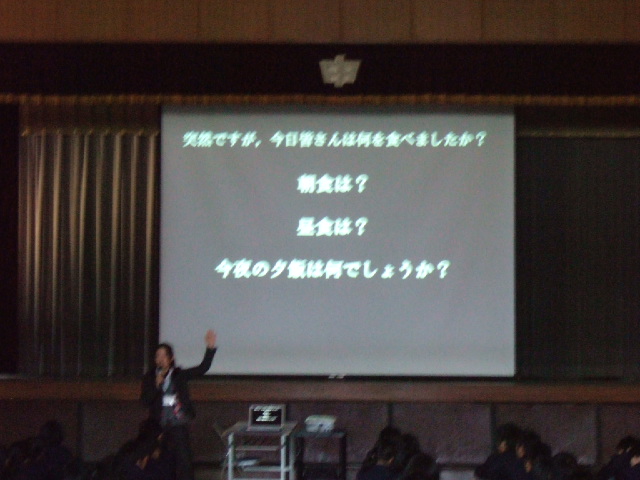 中
突然ですが、今日皆さんは何を食べましたか？
朝食は？
昼食は？
今夜の夕飯は何でしょうか？